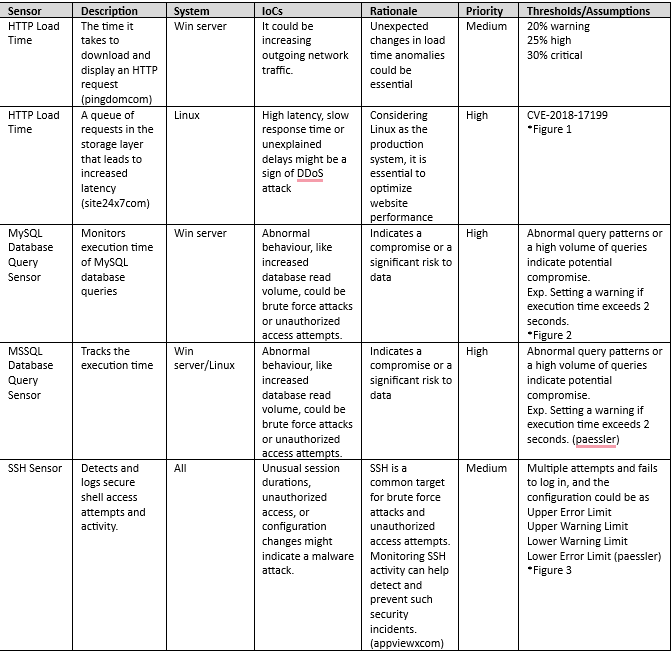 Sensor
Description
System
IoCs
Rationale
Priority
Thresholds/Assumptions
HTTP Load
Time
The time it
takes to
download and
display an HTTP
request
(pingdomcom)
Win server
It could be
increasing
outgoing network
traffic.
Unexpected
changes in load
time anomalies
could be
essential
Medium
20% warning
25% high
30% critical
HTTP Load
Time
A queue of
requests in the
storage layer
that leads to
increased
latency
(site24x7com)
Linux
High latency, slow
response time or
unexplained
delays might be a
sign of DDoS
attack
Considering
Linux as the
production
system, it is
essential to
optimize
website
performance
High
CVE-2018-17199
*Figure 1
MySQL
Database
Query
Sensor
Monitors
execution time
of MySQL
database
queries
Win server
Abnormal
behaviour, like
increased
database read
volume, could be
brute force attacks
or unauthorized
access attempts.
Indicates a
compromise or a
significant risk to
data
High
Abnormal query patterns or
a high volume of queries
indicate potential
compromise.
Exp. Setting a warning if
execution time exceeds 2
seconds.
*Figure 2
MSSQL
Database
Query
Sensor
Tracks the
execution time
Win
server/Linux
Abnormal
behaviour, like
increased
database read
volume, could be
brute force attacks
or unauthorized
access attempts.
Indicates a
compromise or a
significant risk to
data
High
Abnormal query patterns or
a high volume of queries
indicate potential
compromise.
Exp. Setting a warning if
execution time exceeds 2
seconds. (paessler)
SSH Sensor
Detects and
logs secure
shell access
attempts and
activity.
All
Unusual session
durations,
unauthorized
access, or
configuration
changes might
indicate a malware
attack.
SSH is a
common target
for brute force
attacks and
unauthorized
access attempts.
Monitoring SSH
activity can help
detect and
prevent such
security
incidents.
(appviewxcom)
Medium
Multiple attempts and fails
to log in, and the
configuration could be as
Upper Error Limit
Upper Warning Limit
Lower Warning Limit
Lower Error Limit (paessler)
*Figure 3